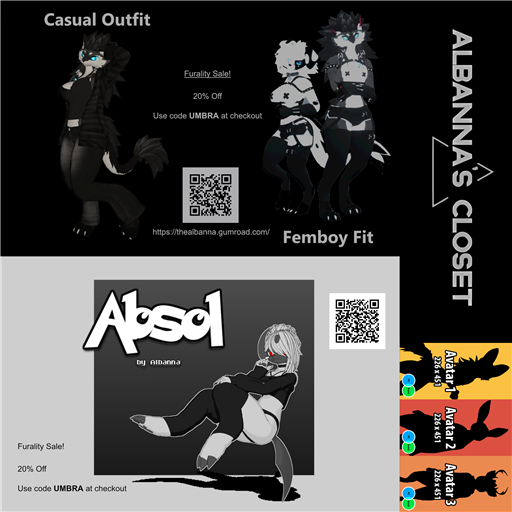 Casual Outfit
Furality Sale!
20% Off
Use code UMBRA at checkout
https://thealbanna.gumroad.com/
Femboy Fit
ALBANNA'S CLOSET
Absol
by Albanna
Furality Sale!
20% Off
Use code UMBRA at checkout
Avatar 1
226 x 451
Avatar 2
226 x 451
Avatar 3
226 x 451